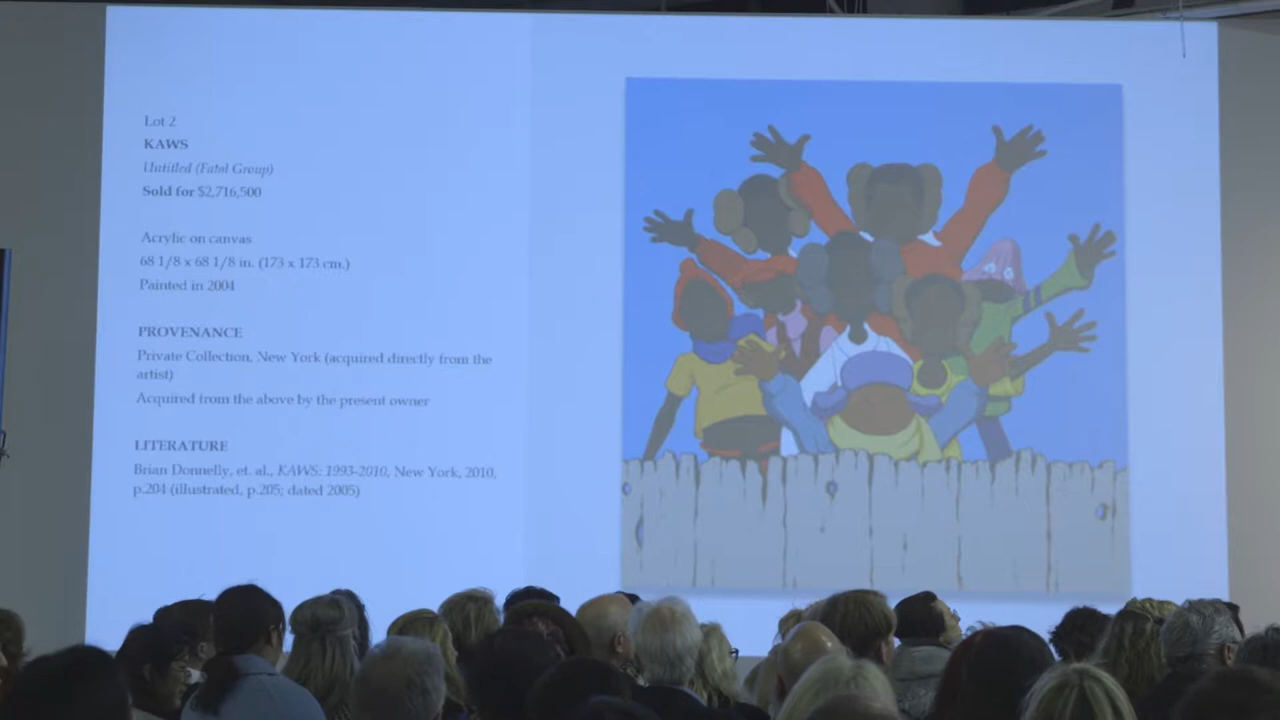 Lot 2
KAWS
Untitled (Fatal Group)
Sold for $2,716,500
Acrylic on canvas
68 1/8 x 68 1/8 in. (173 x 173 cm.)
Painted in 2004
PROVENANCE
Private Collection, New York (acquired directly from the
artist)
Acquired from the above by the present owner
LITERATURE
Brian Donnelly, et. al., KAWS: 1993-2010, New York, 2010,
p.204 (illustrated, p.205; dated 2005)